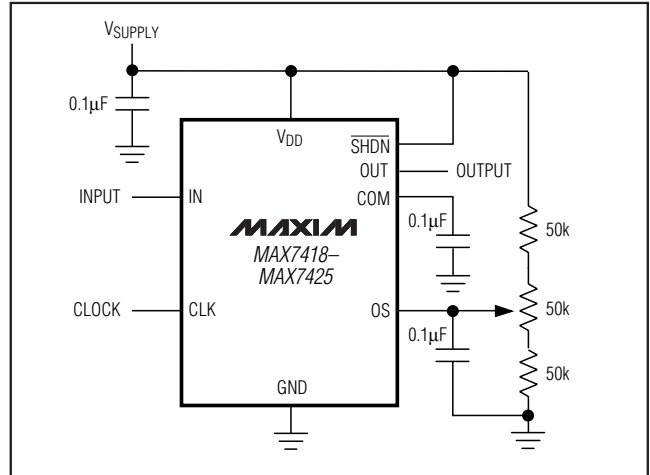 VSUPPLY
0.1µF
VDD
SHDN
OUT
OUTPUT
INPUT
IN
COM
MAXIM
0.1µF
50k
MAX7418–
MAX7425
CLOCK
CLK
OS
50k
0.1µF
50k
GND